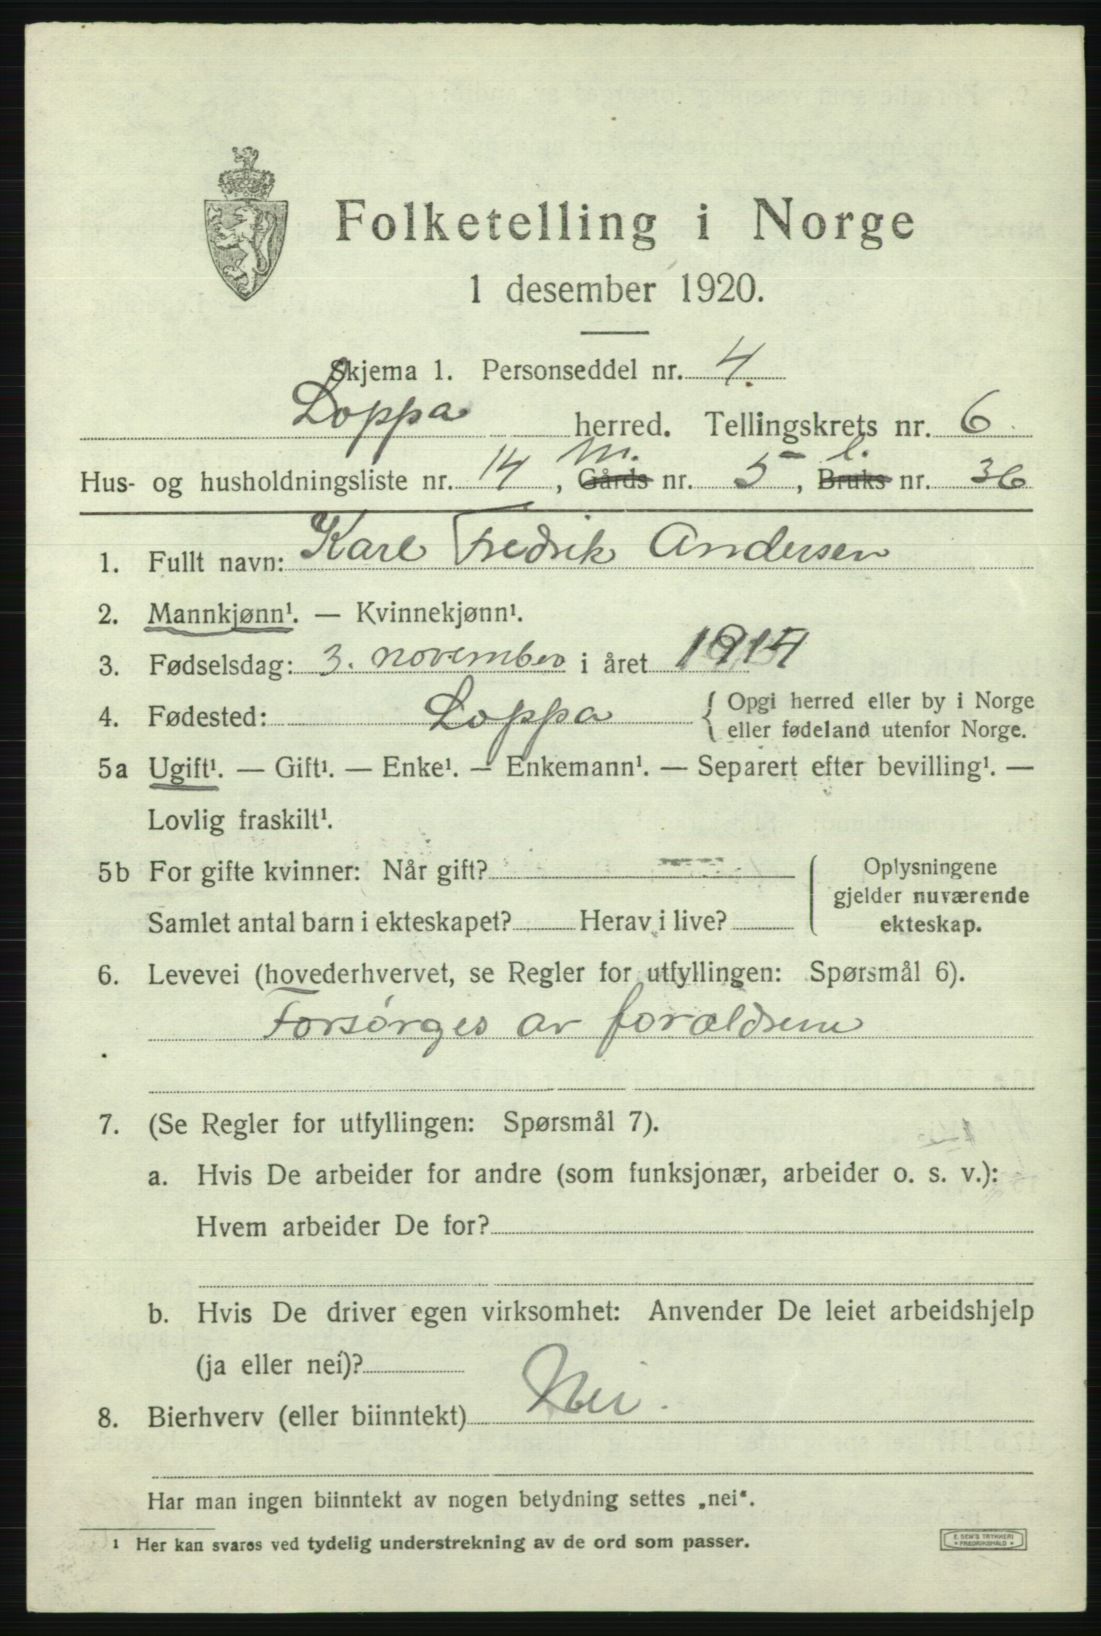 Folketelling i Norge
1 desember 1920.
Skjema 1. Personseddel nr. 4.
Loppa herred. Tellingskrets nr. 6.
m. l.
Hus- og husholdningsliste nr. 14, Gårds nr. 5, Bruks nr. 36
1. Fullt navn: Karl Fredrik Andersen
2. Mannkjønn¹. — Kvinnekjønn¹.
3. Fødselsdag: 3. november i året 1914
4. Fødested: Loppa { Opgi herred eller by i Norge
eller fødeland utenfor Norge.
5a Ugift¹. — Gift¹. — Enke¹. — Enkemann¹. — Separert efter bevilling¹. —
Lovlig fraskilt¹.
5b For gifte kvinner: Når gift? Oplysningene
gjelder nuværende
Samlet antal barn i ekteskapet? Herav i live? ekteskap.
6. Levevei (hovederhvervet, se Regler for utfyllingen: Spørsmål 6).
Forsørges av foraldrene
7. (Se Regler for utfyllingen: Spørsmål 7).
a. Hvis De arbeider for andre (som funksjonær, arbeider o. s. v.):
Hvem arbeider De for?
b. Hvis De driver egen virksomhet: Anvender De leiet arbeidshjelp
(ja eller nei)?
8. Bierhverv (eller biinntekt) Nei.
Har man ingen biinntekt av nogen betydning settes „nei".
¹ Her kan svares ved tydelig understrekning av de ord som passer.
E. SEM'S TRYKKERI
• FREDRIKSHALD •